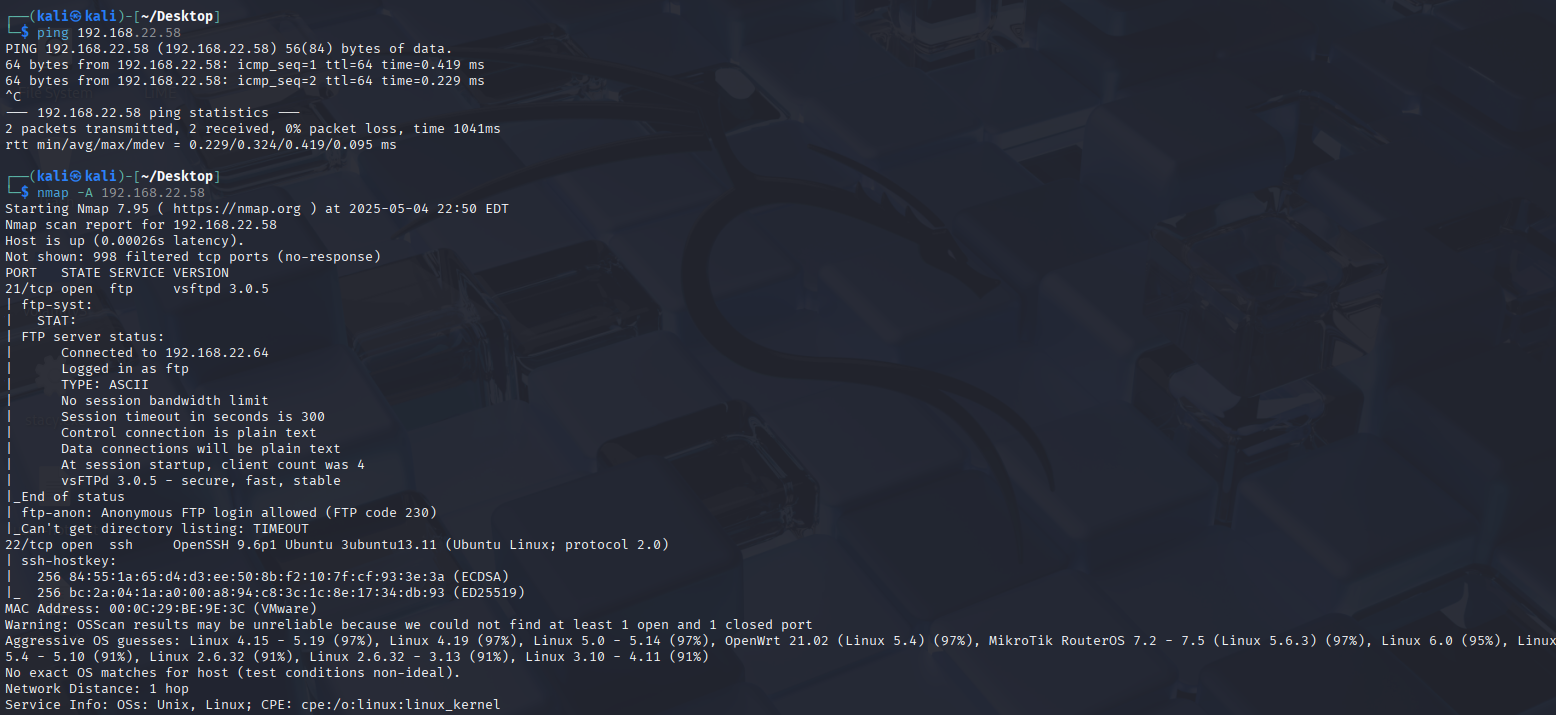 ┌──(kali㉿kali)-[~/Desktop]
└─$ ping 192.168.22.58
PING 192.168.22.58 (192.168.22.58) 56(84) bytes of data.
64 bytes from 192.168.22.58: icmp_seq=1 ttl=64 time=0.419 ms
64 bytes from 192.168.22.58: icmp_seq=2 ttl=64 time=0.229 ms
^C
--- 192.168.22.58 ping statistics ---
2 packets transmitted, 2 received, 0% packet loss, time 1041ms
rtt min/avg/max/mdev = 0.229/0.324/0.419/0.095 ms
┌──(kali㉿kali)-[~/Desktop]
└─$ nmap -A 192.168.22.58
Starting Nmap 7.95 ( https://nmap.org ) at 2025-05-04 22:50 EDT
Nmap scan report for 192.168.22.58
Host is up (0.00026s latency).
Not shown: 998 filtered tcp ports (no-response)
PORT   STATE SERVICE VERSION
21/tcp open  ftp     vsftpd 3.0.5
| ftp-syst:
|   STAT:
| FTP server status:
|      Connected to 192.168.22.64
|      Logged in as ftp
|      TYPE: ASCII
|      No session bandwidth limit
|      Session timeout in seconds is 300
|      Control connection is plain text
|      Data connections will be plain text
|      At session startup, client count was 4
|      vsFTPd 3.0.5 - secure, fast, stable
|_End of status
| ftp-anon: Anonymous FTP login allowed (FTP code 230)
|_Can't get directory listing: TIMEOUT
22/tcp open  ssh     OpenSSH 9.6p1 Ubuntu 3ubuntu13.11 (Ubuntu Linux; protocol 2.0)
| ssh-hostkey:
|   256 84:55:1a:65:d4:d3:ee:50:8b:f2:10:7f:cf:93:3e:3a (ECDSA)
|_  256 bc:2a:04:1a:a0:00:a8:94:c8:3c:1c:8e:17:34:db:93 (ED25519)
MAC Address: 00:0C:29:BE:9E:3C (VMware)
Warning: OSScan results may be unreliable because we could not find at least 1 open and 1 closed port
Aggressive OS guesses: Linux 4.15 - 5.19 (97%), Linux 4.19 (97%), Linux 5.0 - 5.14 (97%), OpenWrt 21.02 (Linux 5.4) (97%), MikroTik RouterOS 7.2 - 7.5 (Linux 5.6.3) (97%), Linux 6.0 (95%), Linux
5.4 - 5.10 (91%), Linux 2.6.32 (91%), Linux 2.6.32 - 3.13 (91%), Linux 3.10 - 4.11 (91%)
No exact OS matches for host (test conditions non-ideal).
Network Distance: 1 hop
Service Info: OSs: Unix, Linux; CPE: cpe:/o:linux:linux_kernel